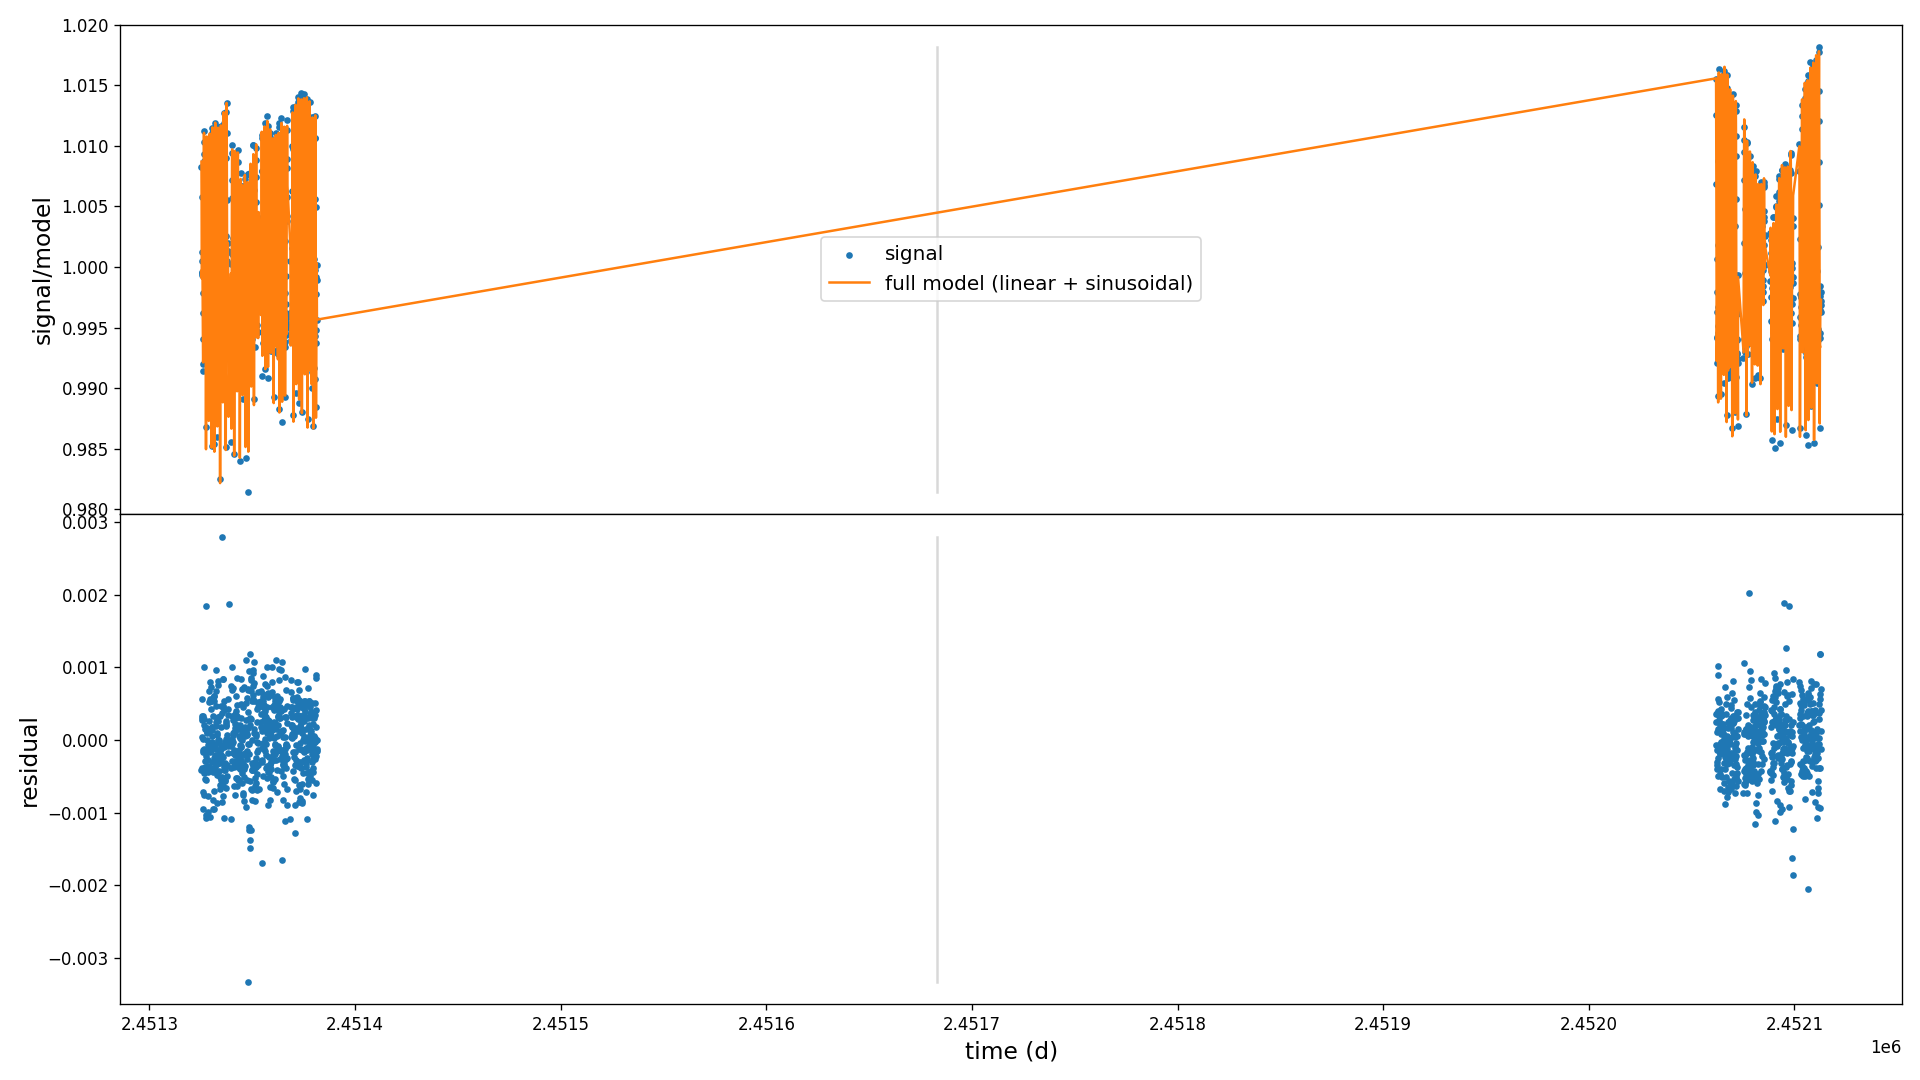 1.020
1.015
1.010
1.005
1.000
0.995
0.990
0.985
0.980
signal/model
signal
full model (linear + sinusoidal)
0.003
0.002
0.001
0.000
−0.001
−0.002
−0.003
residual
2.4513 2.4514 2.4515 2.4516 2.4517 2.4518 2.4519 2.4520 2.4521
1e6
time (d)